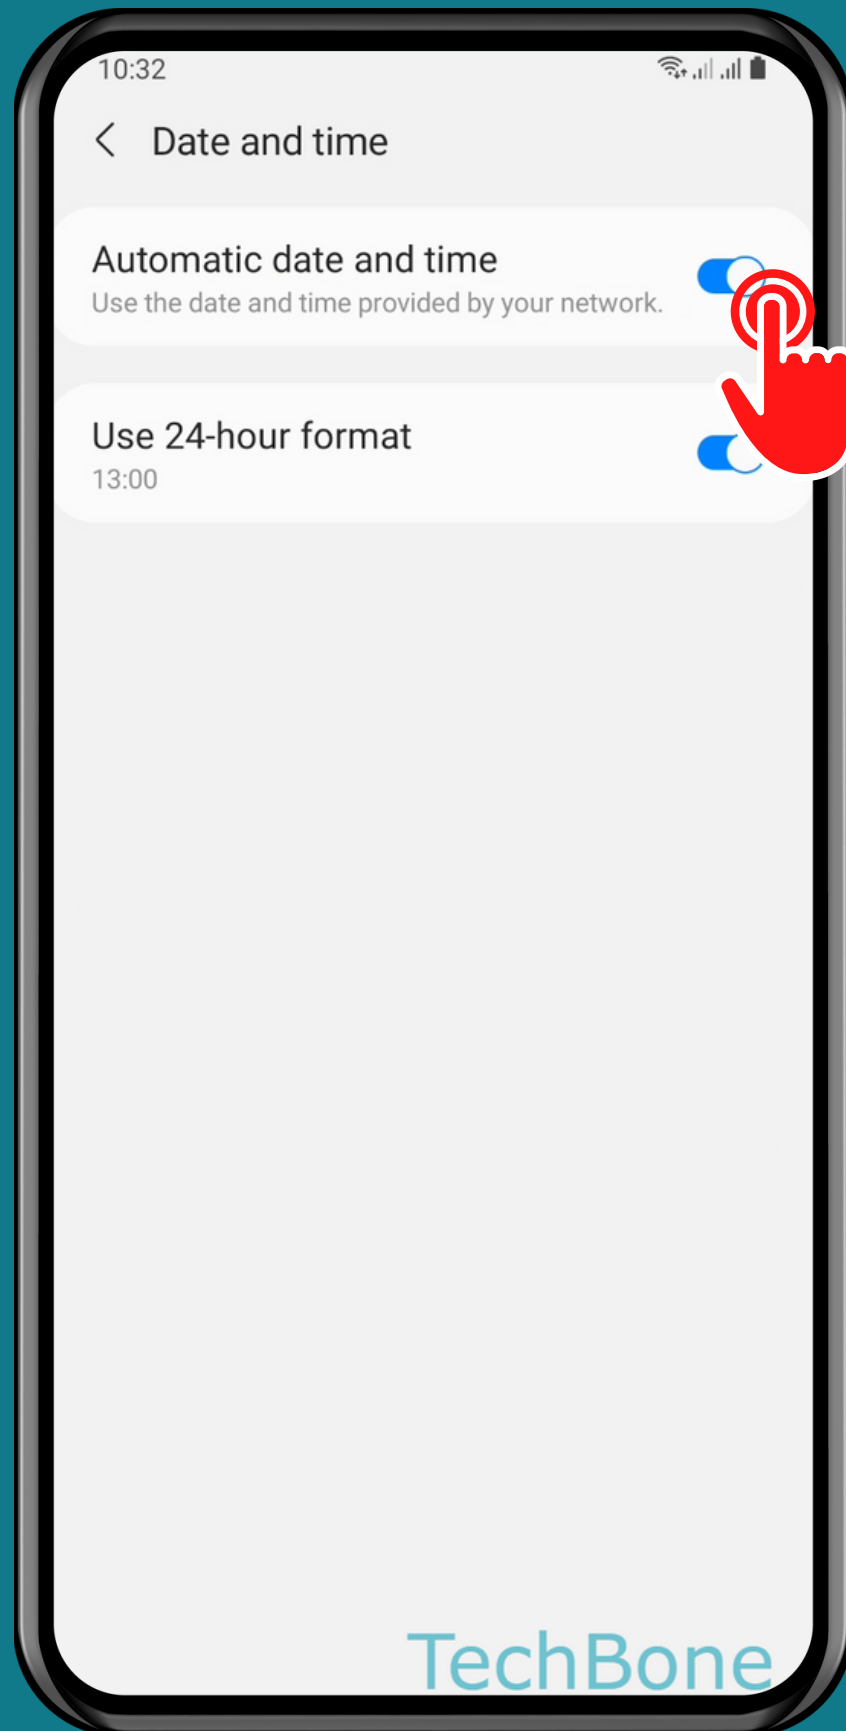 10:32
Date and time
Automatic date and time
Use the date and time provided by your network.
Use 24-hour format
13:00
TechBone